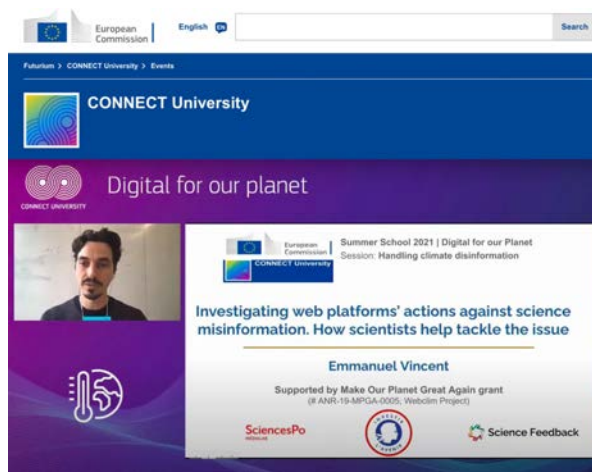 European
Commission
English EN
Search
Futurium > CONNECT University > Events
CONNECT University
CONNECT UNIVERSITY
Digital for our planet
European
Commission
CONNECT University
Summer School 2021 | Digital for our Planet
Session: Handling climate disinformation
Investigating web platforms' actions against science
misinformation. How scientists help tackle the issue
Emmanuel Vincent
Supported by Make Our Planet Great Again grant
(# ANR-19-MPGA-0005; Webclim Project)
SciencesPo
MÉDIALAB
Science Feedback